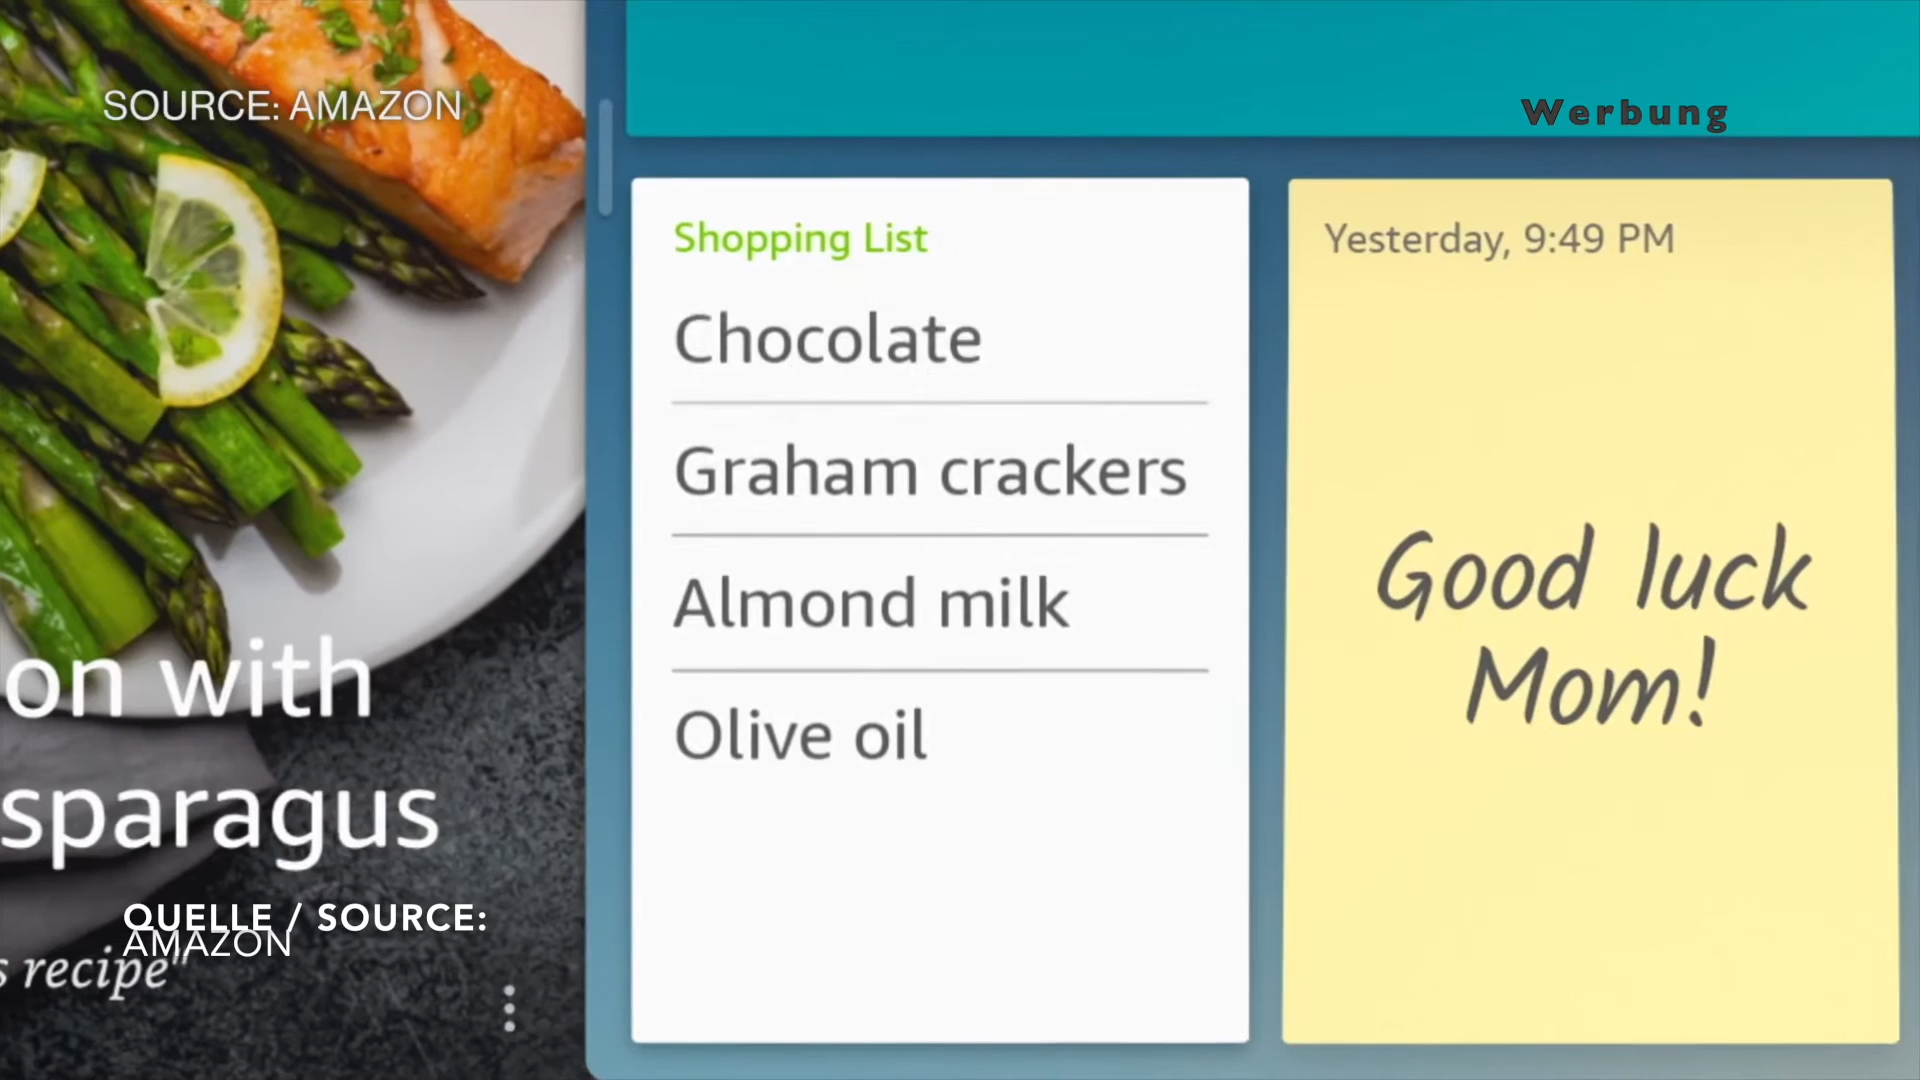 SOURCE: AMAZON
Werbung
Shopping List
Chocolate
Graham crackers
Almond milk
Olive oil
Yesterday, 9:49 PM
Good luck
Mom!
on with
sparagus
QUELLE / SOURCE:
AMAZON
s recipe"